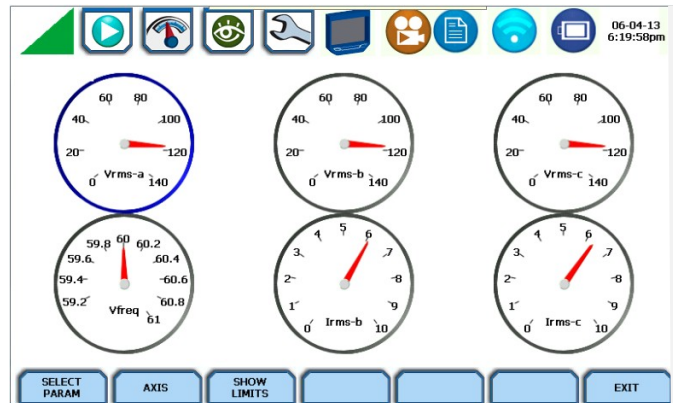 06-04-13
6:19:58pm
0 20 40 60 80 100 120 140
Vrms-a
0 20 40 60 80 100 120 140
Vrms-b
0 20 40 60 80 100 120 140
Vrms-c
59.2 59.4 59.6 59.8 60 60.2 60.4 60.6 60.8 61
Vfreq
0 1 2 3 4 5 6 7 8 9 10
Irms-b
0 1 2 3 4 5 6 7 8 9 10
Irms-c
SELECT
PARAM
AXIS
SHOW
LIMITS
EXIT